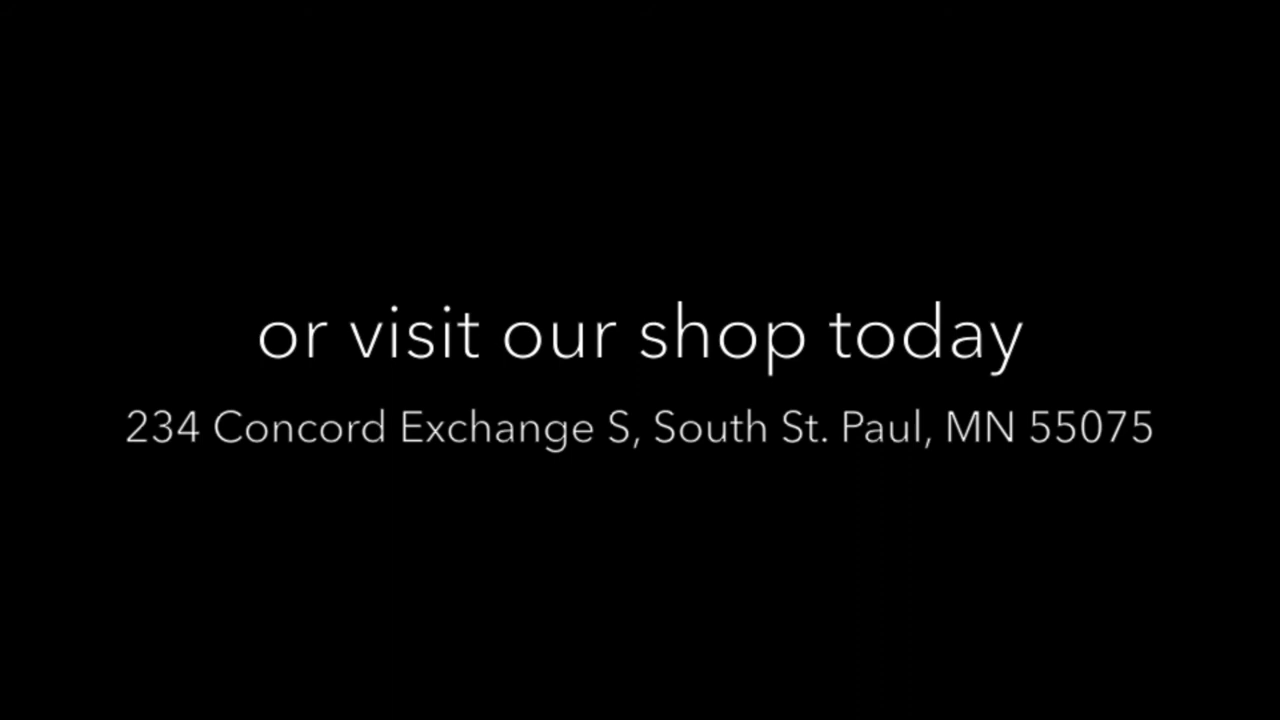 or visit our shop today
234 Concord Exchange S, South St. Paul, MN 55075